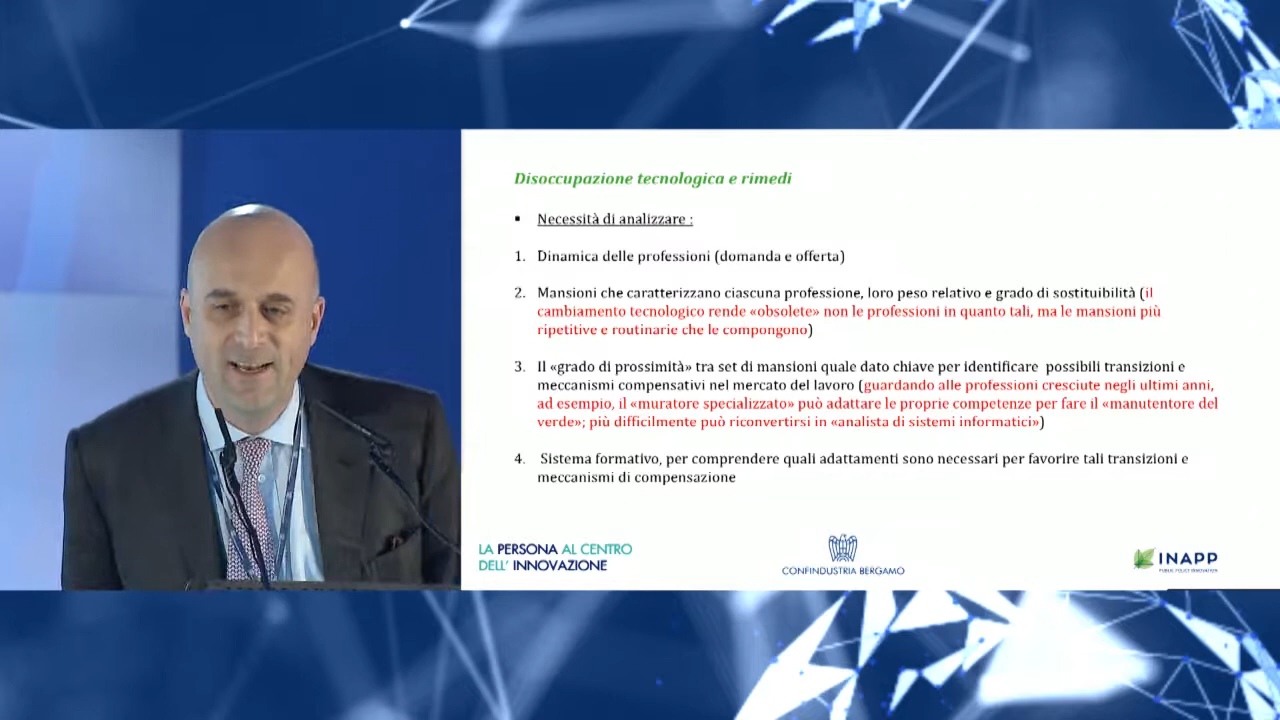 Disoccupazione tecnologica e rimedi
▪ Necessità di analizzare :
1. Dinamica delle professioni (domanda e offerta)
2. Mansioni che caratterizzano ciascuna professione, loro peso relativo e grado di sostituibilità (il
cambiamento tecnologico rende «obsolete» non le professioni in quanto tali, ma le mansioni più
ripetitive e routinarie che le compongono)
3. Il «grado di prossimità» tra set di mansioni quale dato chiave per identificare possibili transizioni e
meccanismi compensativi nel mercato del lavoro (guardando alle professioni cresciute negli ultimi anni,
ad esempio, il «muratore specializzato» può adattare le proprie competenze per fare il «manutentore del
verde»; più difficilmente può riconvertirsi in «analista di sistemi informatici»)
4. Sistema formativo, per comprendere quali adattamenti sono necessari per favorire tali transizioni e
meccanismi di compensazione
LA PERSONA AL CENTRO
DELL' INNOVAZIONE
CONFINDUSTRIA BERGAMO
INAPP
PUBLIC POLICY INNOVATION